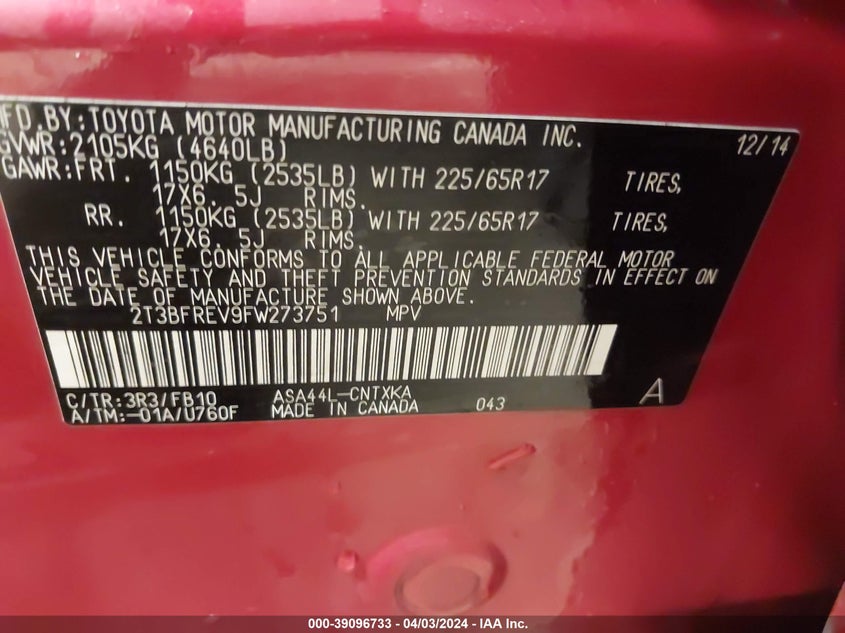 MFD. BY: TOYOTA MOTOR MANUFACTURING CANADA INC. 12/14
GVWR: 2105KG (4640LB)
GAWR: FRT. 1150KG (2535LB) WITH 225/65R17 TIRES,
17X6. 5J RIMS.
RR. 1150KG (2535LB) WITH 225/65R17 TIRES,
17X6. 5J RIMS.
THIS VEHICLE CONFORMS TO ALL APPLICABLE FEDERAL MOTOR
VEHICLE SAFETY AND THEFT PREVENTION STANDARDS IN EFFECT ON
THE DATE OF MANUFACTURE SHOWN ABOVE.
2T3BFREV9FW273751 MPV
C/TR: 3R3/FB10 ASA44L-CNTXKA A
A/TM: -01A/U760F MADE IN CANADA 043
000-39096733 - 04/03/2024 - IAA Inc.